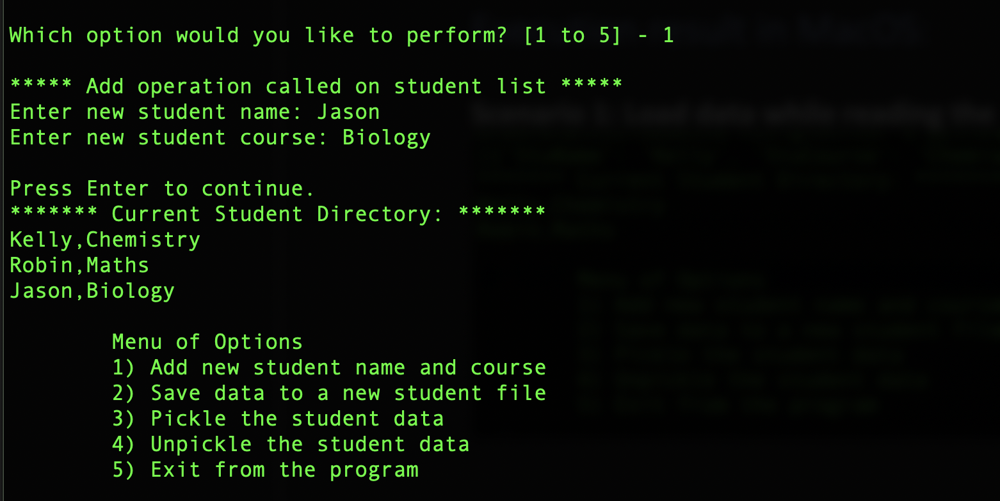 Which option would you like to perform? [1 to 5] - 1
***** Add operation called on student list *****
Enter new student name: Jason
Enter new student course: Biology
Press Enter to continue.
******* Current Student Directory: *******
Kelly,Chemistry
Robin,Maths
Jason,Biology
Menu of Options
1) Add new student name and course
2) Save data to a new student file
3) Pickle the student data
4) Unpickle the student data
5) Exit from the program